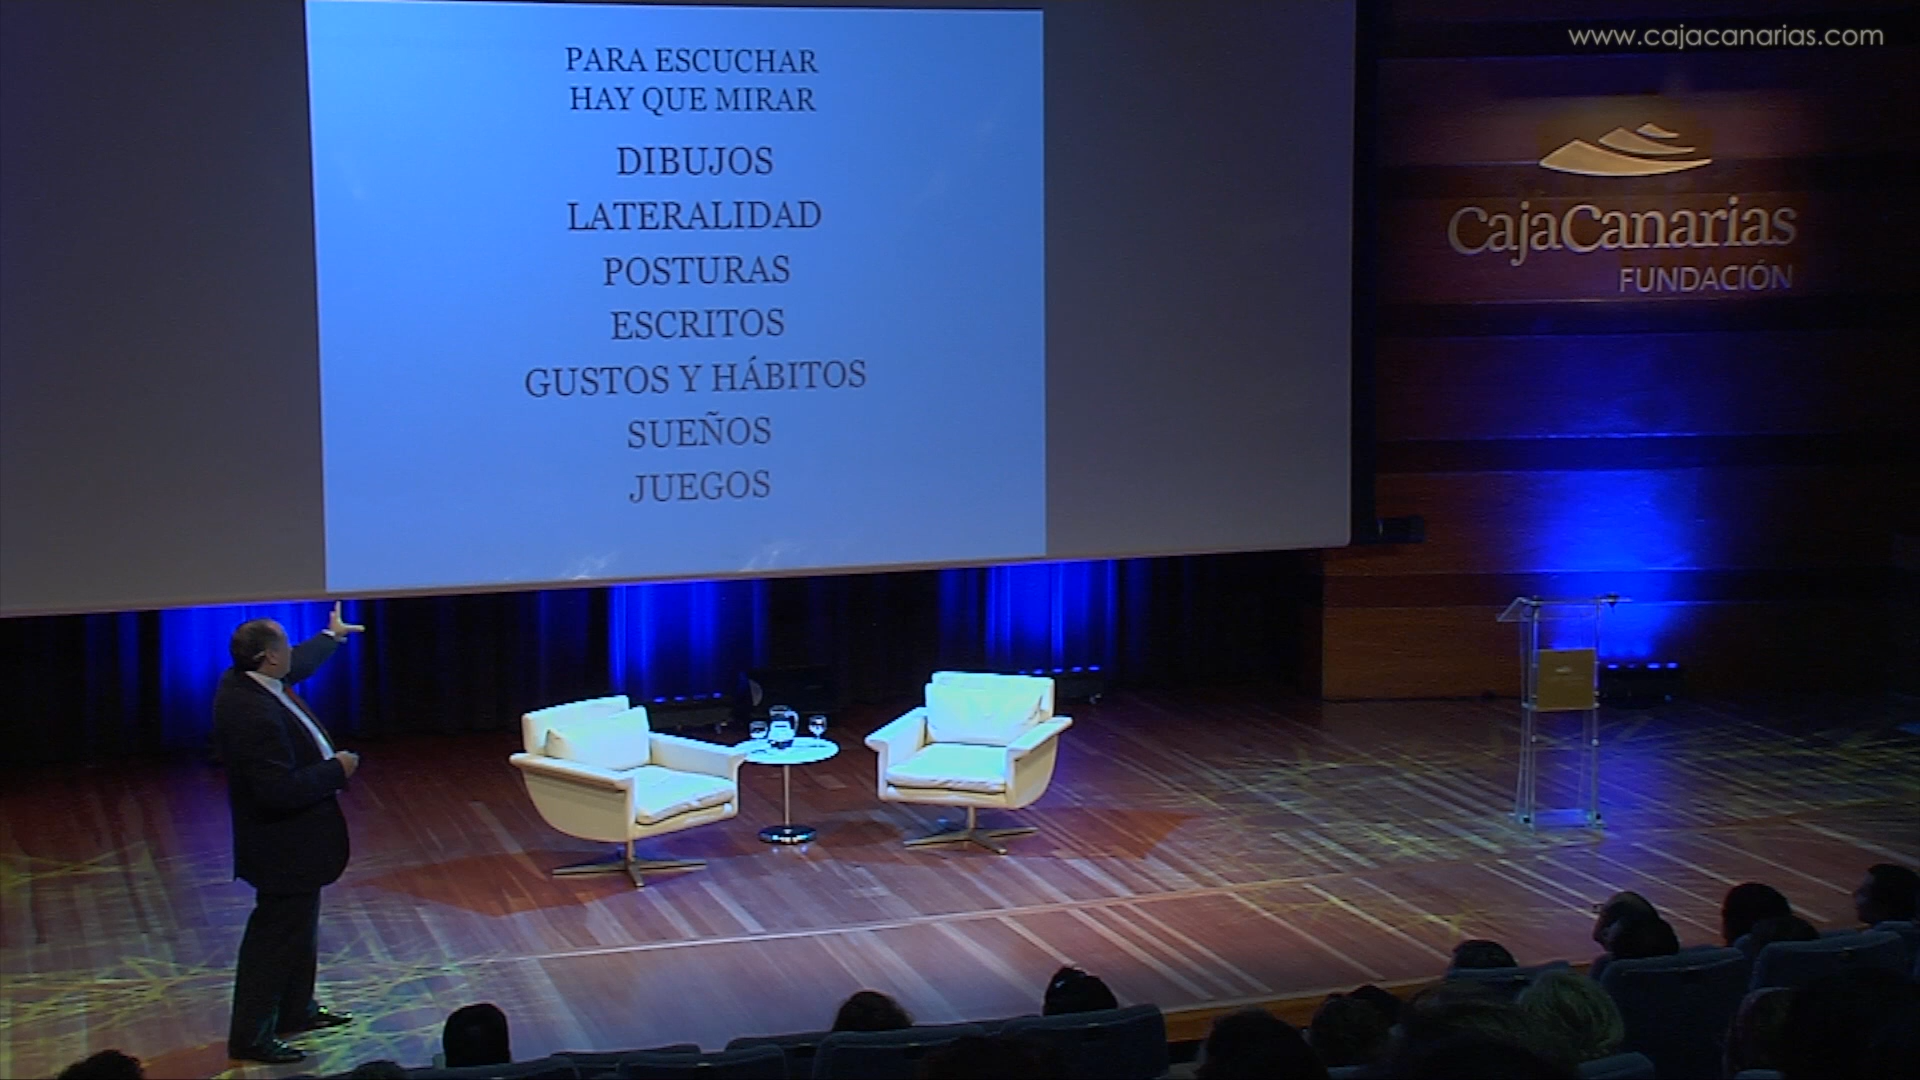 www.cajacanarias.com
PARA ESCUCHAR
HAY QUE MIRAR
DIBUJOS
LATERALIDAD
POSTURAS
ESCRITOS
GUSTOS Y HÁBITOS
SUEÑOS
JUEGOS
CajaCanarias
FUNDACIÓN